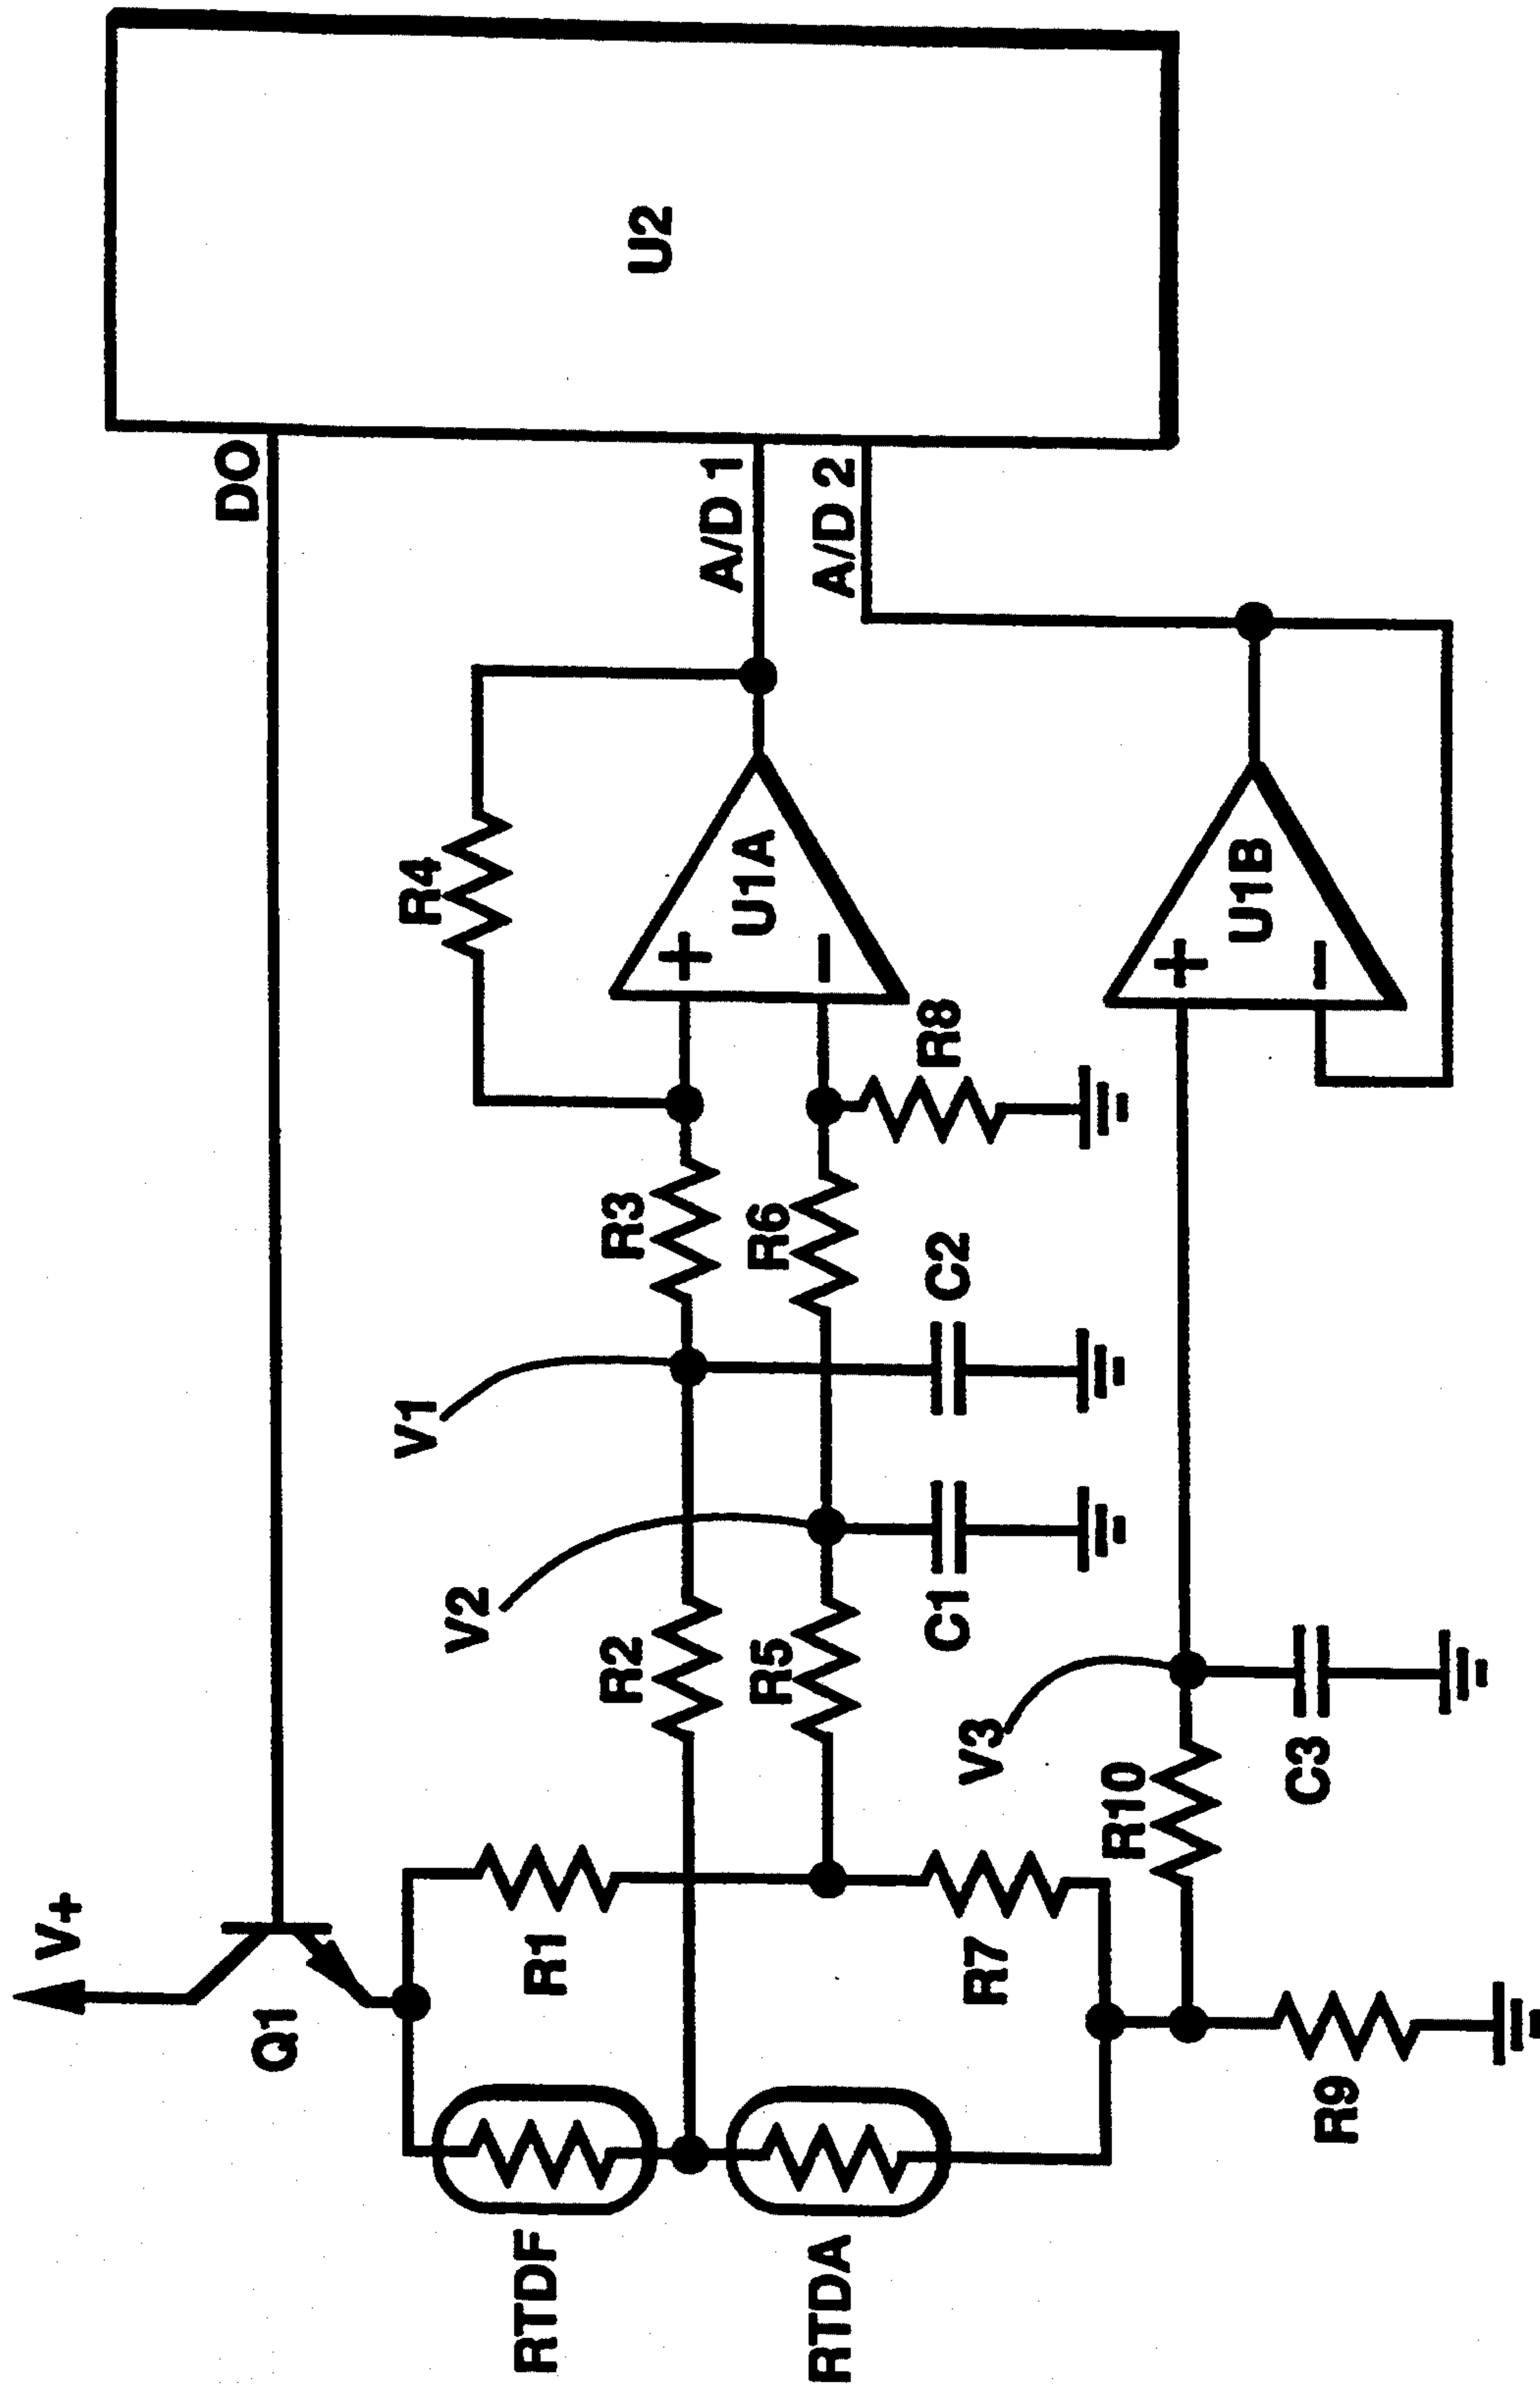 V+
Q1
DO
U2
R4
RTDF
R1
R2
V2
V1
R3
+
U1A
A/D 1
RTDA
R5
R6
−
A/D 2
C1
C2
R8
R7
V3
R10
+
U1B
−
R9
C3